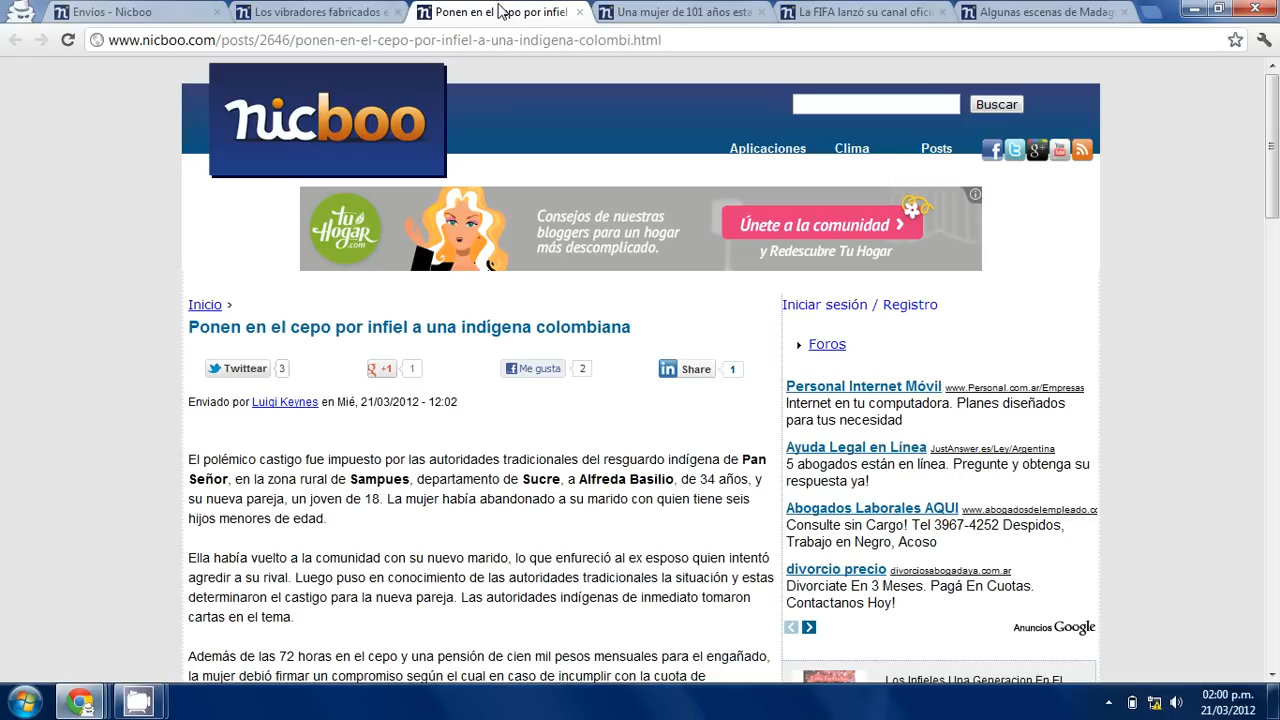 Envíos - Nicboo
Los vibradores fabricados e
Ponen en el cepo por infiel
Una mujer de 101 años esta
La FIFA lanzó su canal ofici
Algunas escenas de Madag
www.nicboo.com/posts/2646/ponen-en-el-cepo-por-infiel-a-una-indigena-colombi.html
nicboo
Buscar
Aplicaciones Clima Posts
tu Hogar.com
Consejos de nuestras
bloggers para un hogar
más descomplicado.
Únete a la comunidad
y Redescubre Tu Hogar
Inicio ›
Ponen en el cepo por infiel a una indígena colombiana
Twittear 3
+1 1
Me gusta 2
Share 1
Enviado por Luigi Keynes en Mié, 21/03/2012 - 12:02
El polémico castigo fue impuesto por las autoridades tradicionales del resguardo indígena de Pan
Señor, en la zona rural de Sampues, departamento de Sucre, a Alfreda Basilio, de 34 años, y
su nueva pareja, un joven de 18. La mujer había abandonado a su marido con quien tiene seis
hijos menores de edad.
Ella había vuelto a la comunidad con su nuevo marido, lo que enfureció al ex esposo quien intentó
agredir a su rival. Luego puso en conocimiento de las autoridades tradicionales la situación y estas
determinaron el castigo para la nueva pareja. Las autoridades indígenas de inmediato tomaron
cartas en el tema.
Además de las 72 horas en el cepo y una pensión de cien mil pesos mensuales para el engañado,
la mujer debió firmar un compromiso según el cual en caso de incumplir con la cuota de
Iniciar sesión / Registro
Foros
Personal Internet Móvil www.Personal.com.ar/Empresas
Internet en tu computadora. Planes diseñados
para tus necesidad
Ayuda Legal en Línea JustAnswer.es/Ley/Argentina
5 abogados están en línea. Pregunte y obtenga su
respuesta ya!
Abogados Laborales AQUI www.abogadosdelempleado.co
Consulte sin Cargo! Tel 3967-4252 Despidos,
Trabajo en Negro, Acoso
divorcio precio divorciosabogadaya.com.ar
Divorciate En 3 Meses. Pagá En Cuotas.
Contactanos Hoy!
Anuncios Google
Los Infieles Una Generacion En El
02:00 p.m.
21/03/2012